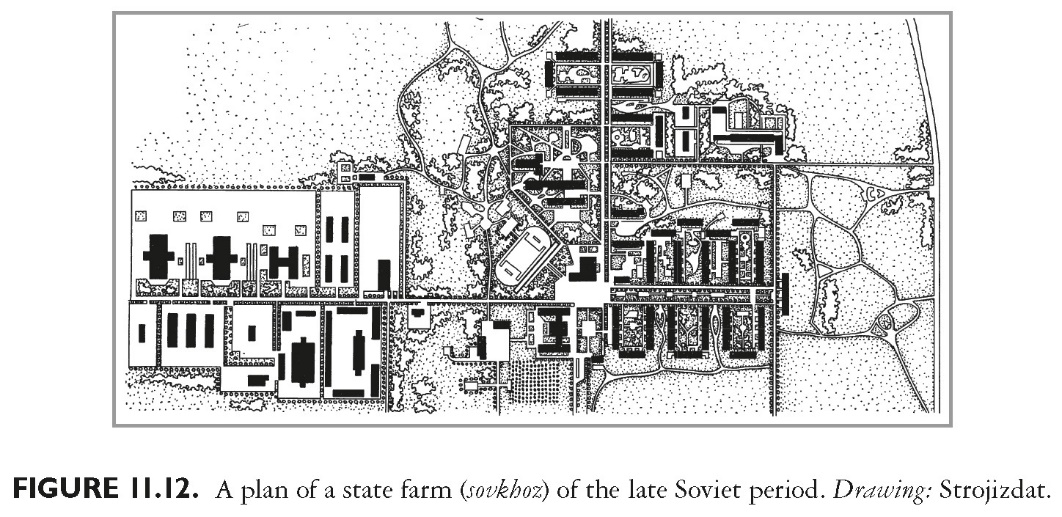 FIGURE 11.12. A plan of a state farm (sovkhoz) of the late Soviet period. Drawing: Strojizdat.